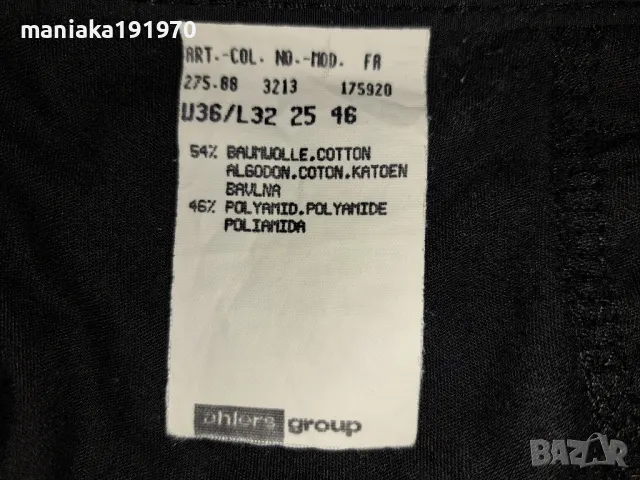 maniaka191970
ART.-COL. NO.-MOD. FR
275.88 3213 175920
W36/L32 25 46
54% BAUMWOLLE.COTTON
ALGODON.COTON.KATOEN
BAVLNA
46% POLYAMID.POLYAMIDE
POLIAMIDA
ahlers group
BAZAR